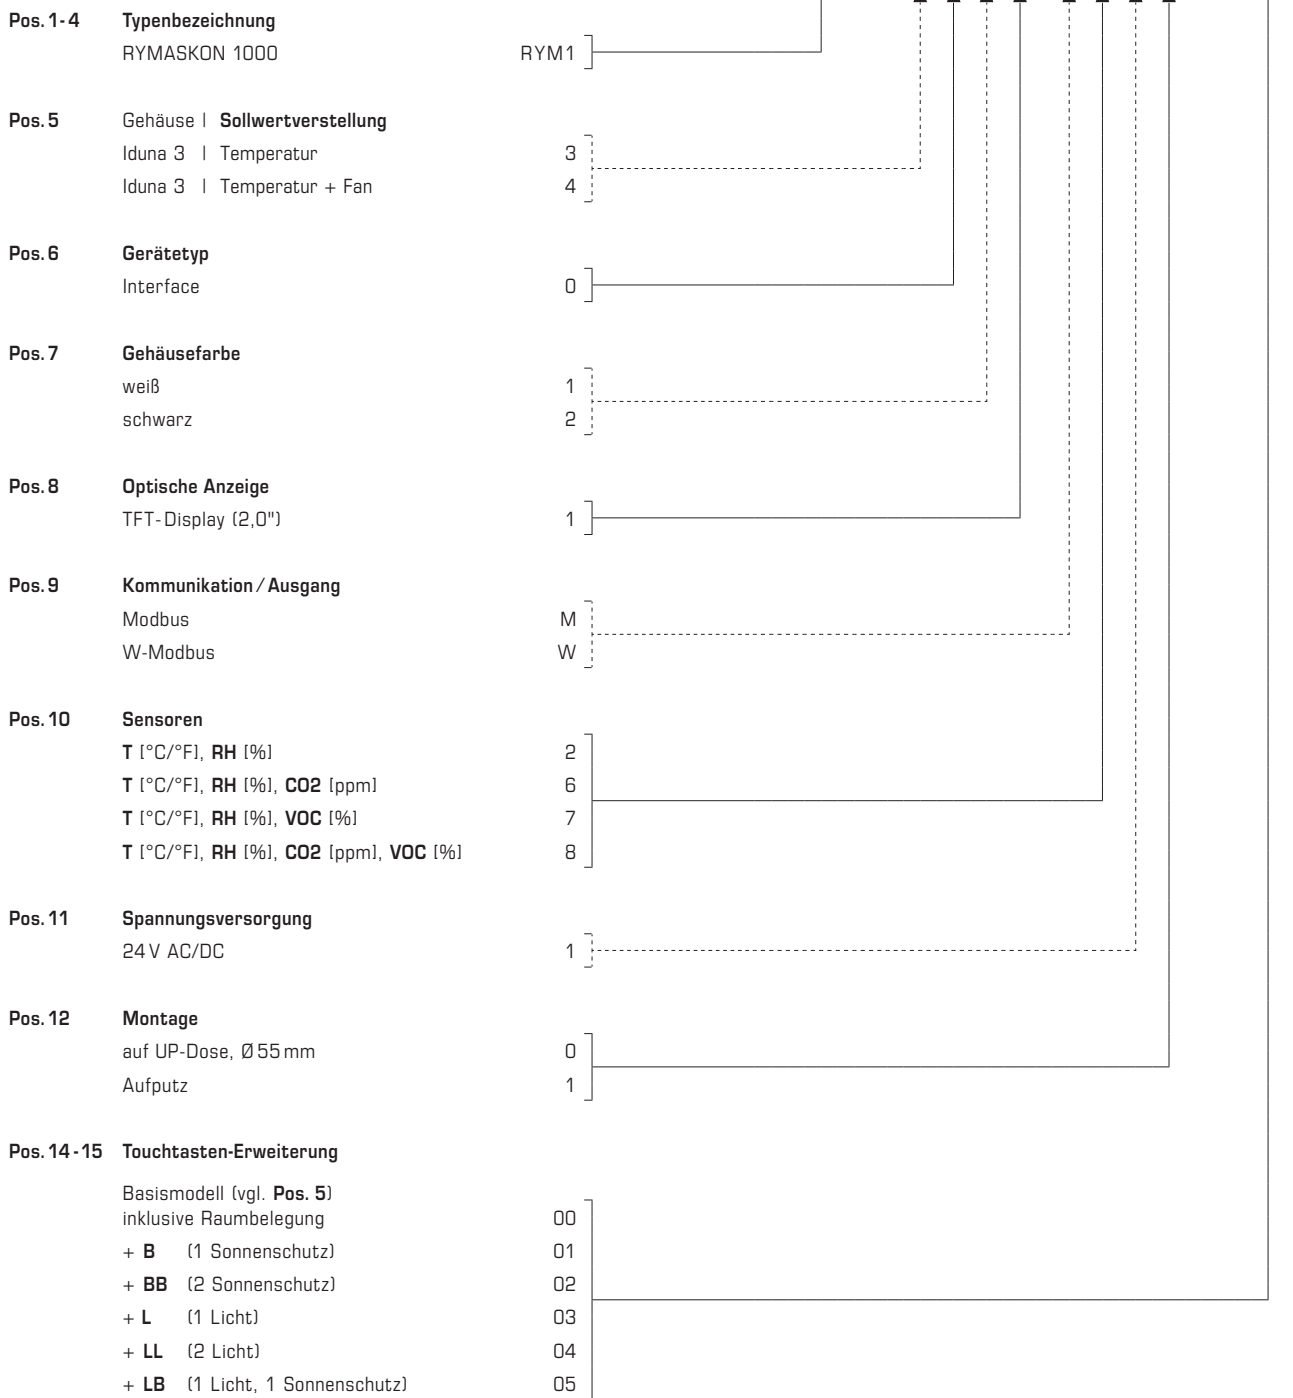 Pos. 1-4 Typenbezeichnung
RYMASKON 1000 RYM1
Pos. 5 Gehäuse | Sollwertverstellung
Iduna 3 | Temperatur 3
Iduna 3 | Temperatur + Fan 4
Pos. 6 Gerätetyp
Interface 0
Pos. 7 Gehäusefarbe
weiß 1
schwarz 2
Pos. 8 Optische Anzeige
TFT-Display (2,0") 1
Pos. 9 Kommunikation / Ausgang
Modbus M
W-Modbus W
Pos. 10 Sensoren
T [°C/°F], RH [%] 2
T [°C/°F], RH [%], CO2 [ppm] 6
T [°C/°F], RH [%], VOC [%] 7
T [°C/°F], RH [%], CO2 [ppm], VOC [%] 8
Pos. 11 Spannungsversorgung
24 V AC/DC 1
Pos. 12 Montage
auf UP-Dose, Ø 55 mm 0
Aufputz 1
Pos. 14-15 Touchtasten-Erweiterung
Basismodell (vgl. Pos. 5)
inklusive Raumbelegung 00
+ B (1 Sonnenschutz) 01
+ BB (2 Sonnenschutz) 02
+ L (1 Licht) 03
+ LL (2 Licht) 04
+ LB (1 Licht, 1 Sonnenschutz) 05